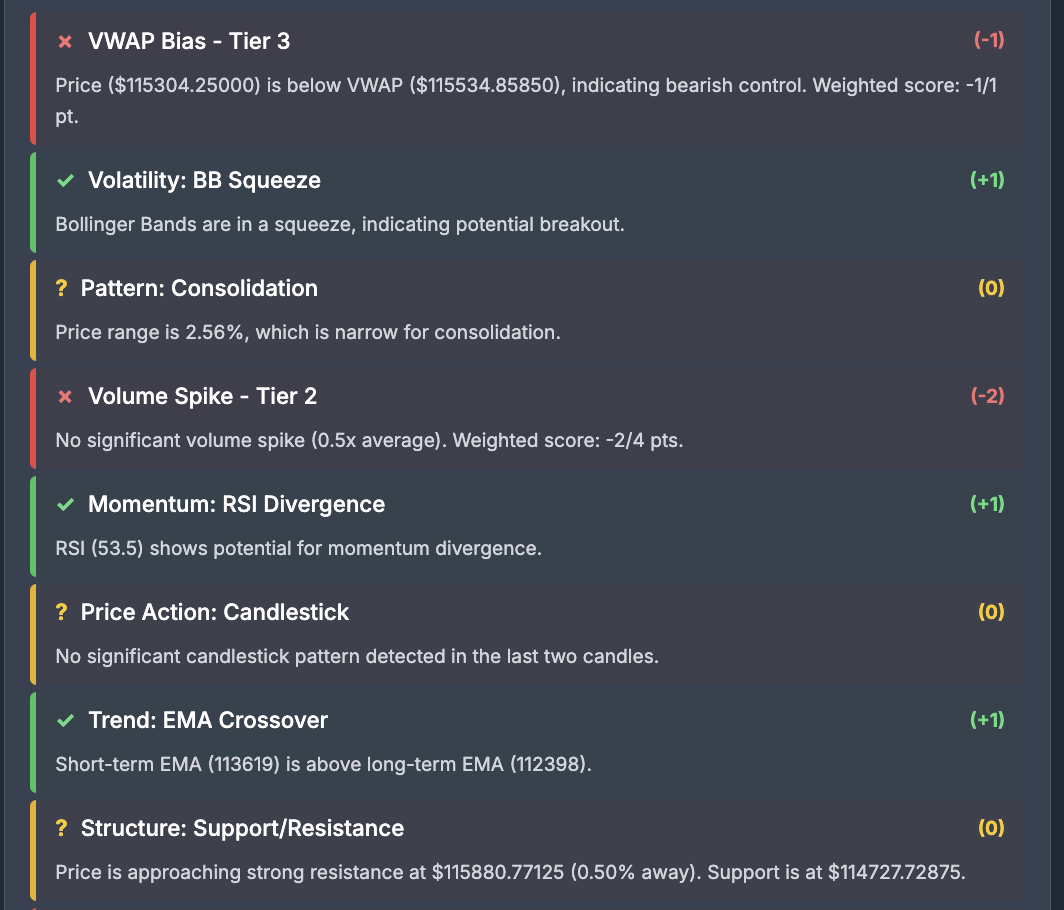 VWAP Bias - Tier 3 (-1)
Price ($115304.25000) is below VWAP ($115534.85850), indicating bearish control. Weighted score: -1/1
pt.
Volatility: BB Squeeze (+1)
Bollinger Bands are in a squeeze, indicating potential breakout.
? Pattern: Consolidation (0)
Price range is 2.56%, which is narrow for consolidation.
Volume Spike - Tier 2 (-2)
No significant volume spike (0.5x average). Weighted score: -2/4 pts.
Momentum: RSI Divergence (+1)
RSI (53.5) shows potential for momentum divergence.
? Price Action: Candlestick (0)
No significant candlestick pattern detected in the last two candles.
Trend: EMA Crossover (+1)
Short-term EMA (113619) is above long-term EMA (112398).
? Structure: Support/Resistance (0)
Price is approaching strong resistance at $115880.77125 (0.50% away). Support is at $114727.72875.